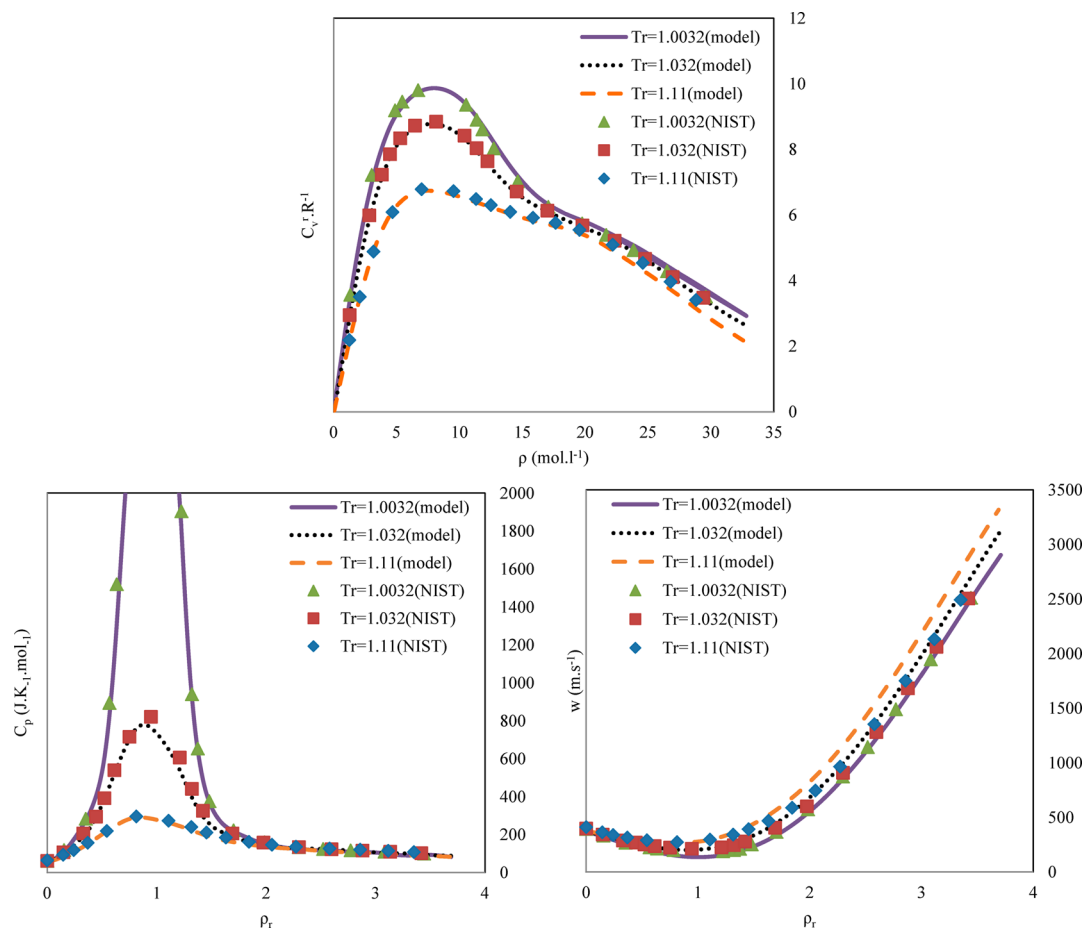 Tr=1.0032(model)
Tr=1.032(model)
Tr=1.11(model)
Tr=1.0032(NIST)
Tr=1.032(NIST)
Tr=1.11(NIST)
12
10
8
6
4
2
0
Cᵥʳ.R⁻¹
0 5 10 15 20 25 30 35
ρ (mol.l⁻¹)
Tr=1.0032(model)
Tr=1.032(model)
Tr=1.11(model)
Tr=1.0032(NIST)
Tr=1.032(NIST)
Tr=1.11(NIST)
2000
1800
1600
1400
1200
1000
800
600
400
200
0
Cₚ (J.K₋₁.mol₋₁)
0 1 2 3 4
ρᵣ
Tr=1.0032(model)
Tr=1.032(model)
Tr=1.11(model)
Tr=1.0032(NIST)
Tr=1.032(NIST)
Tr=1.11(NIST)
3500
3000
2500
2000
1500
1000
500
0
w (m.s⁻¹)
0 1 2 3 4
ρᵣ